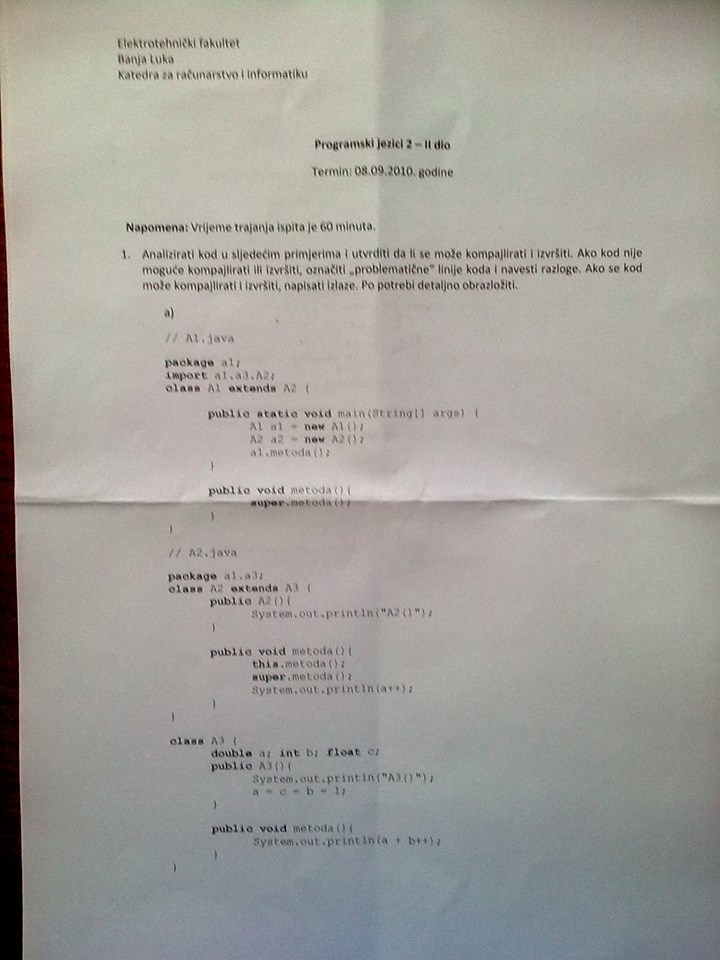 Elektrotehnički fakultet
Banja Luka
Katedra za računarstvo i informatiku
Programski jezici 2 – II dio
Termin: 08.09.2010. godine
Napomena: Vrijeme trajanja ispita je 60 minuta.
1. Analizirati kod u sljedećim primjerima i utvrditi da li se može kompajlirati i izvršiti. Ako kod nije
moguće kompajlirati ili izvršiti, označiti „problematične“ linije koda i navesti razloge. Ako se kod
može kompajlirati i izvršiti, napisati izlaze. Po potrebi detaljno obrazložiti.
a)
// A1.java
package a1;
import a1.a3.A2;
class A1 extends A2 {
public static void main(String[] args) {
A1 a1 = new A1();
A2 a2 = new A2();
a1.metoda();
}
public void metoda(){
super.metoda();
}
}
// A2.java
package a1.a3;
class A2 extends A3 {
public A2(){
System.out.println("A2()");
}
public void metoda(){
this.metoda();
super.metoda();
System.out.println(a++);
}
}
class A3 {
double a; int b; float c;
public A3(){
System.out.println("A3()");
a = c = b = 1;
}
public void metoda(){
System.out.println(a + b++);
}
}